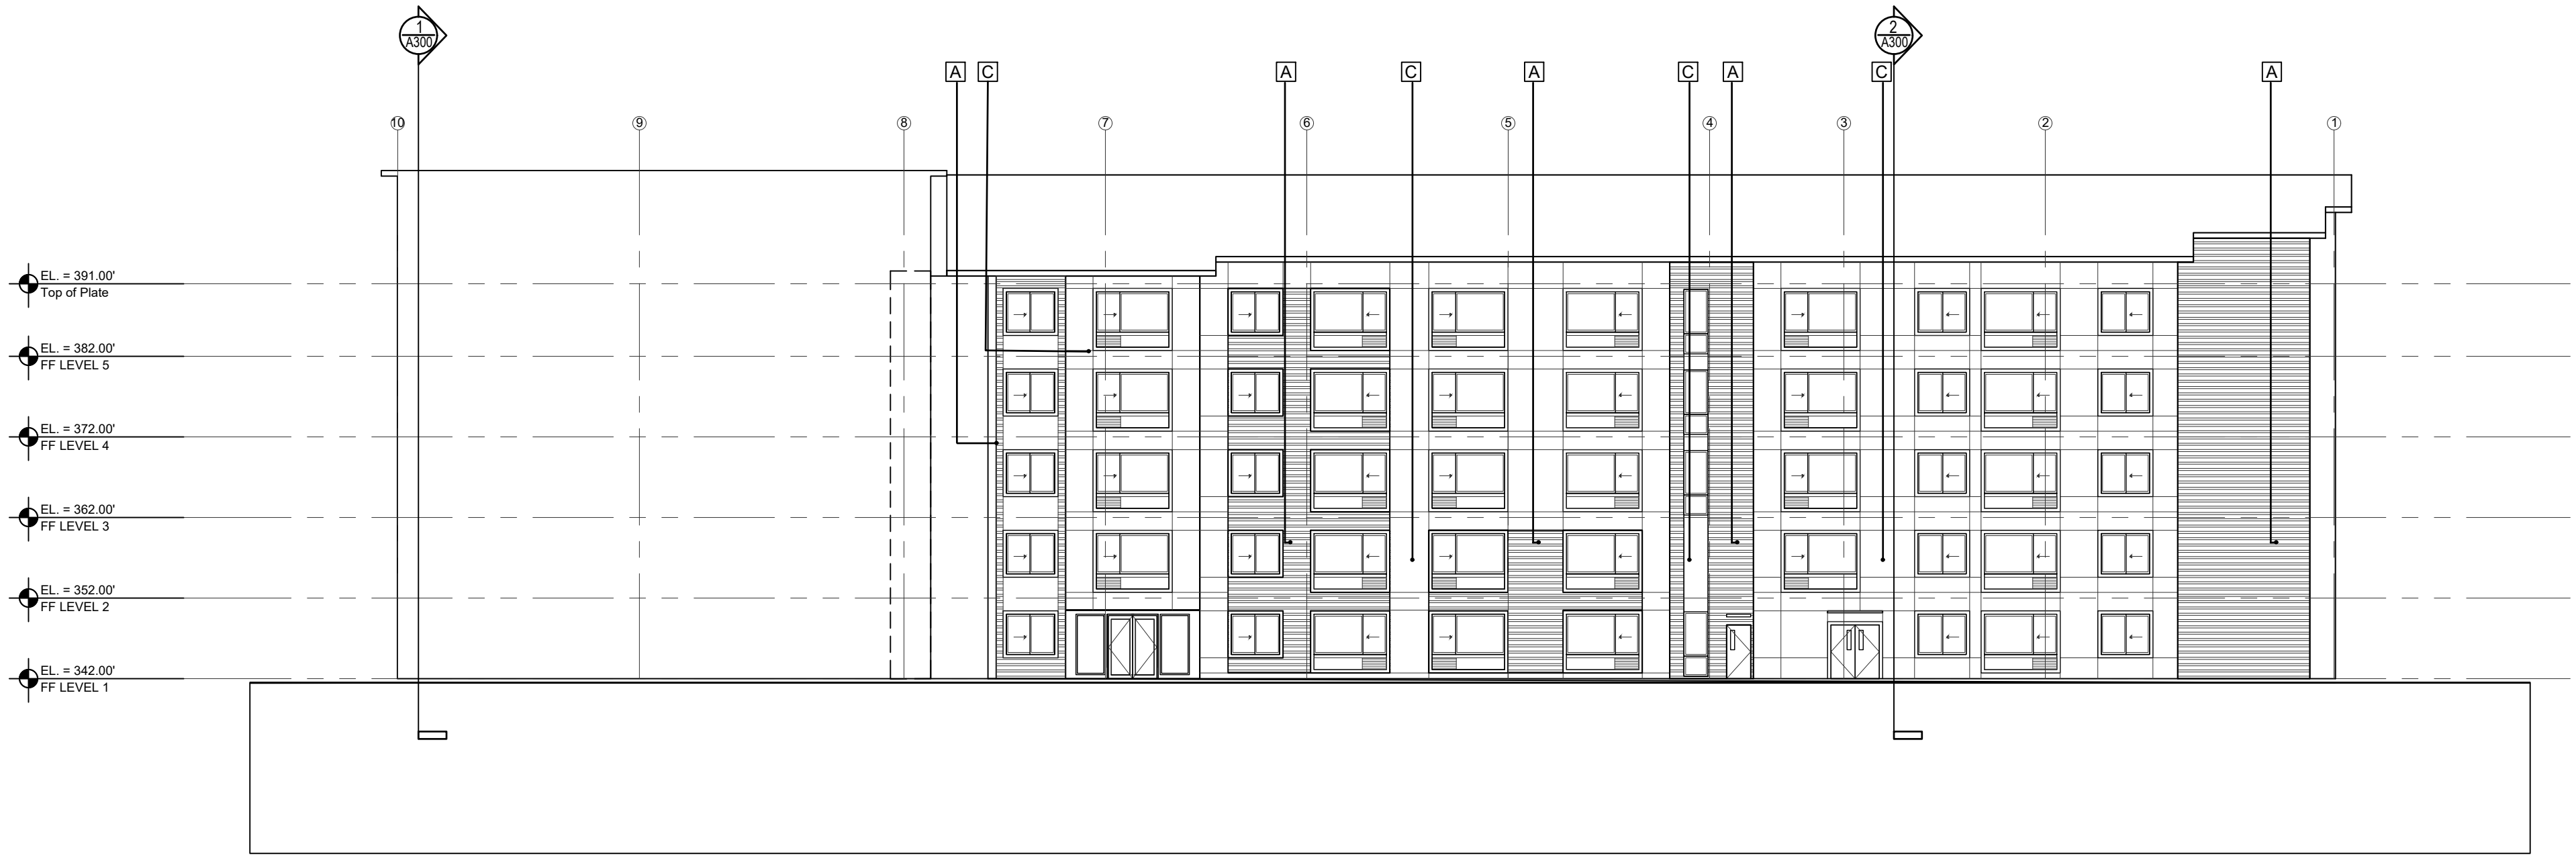 1
A300
2
A300
A
C
A
C
A
C
A
C
A
10
9
8
7
6
5
4
3
2
1
EL. = 391.00'
Top of Plate
EL. = 382.00'
FF LEVEL 5
EL. = 372.00'
FF LEVEL 4
EL. = 362.00'
FF LEVEL 3
EL. = 352.00'
FF LEVEL 2
EL. = 342.00'
FF LEVEL 1